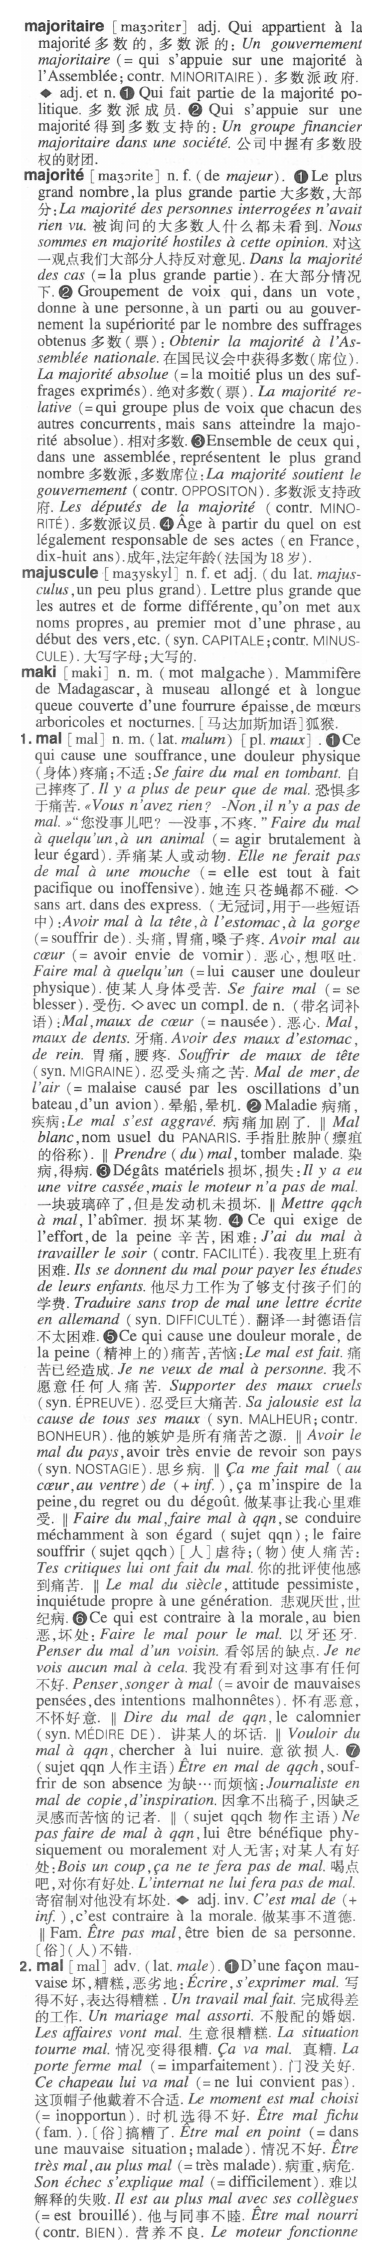 majoritaire [maʒɔritɛr] adj. Qui appartient à la
majorité 多数的, 多数派的: Un gouvernement
majoritaire (= qui s'appuie sur une majorité à
l'Assemblée; contr. MINORITAIRE). 多数派政府.
◆ adj. et n. ❶ Qui fait partie de la majorité po-
litique. 多数派成员. ❷ Qui s'appuie sur une
majorité 得到多数支持的: Un groupe financier
majoritaire dans une société. 公司中握有多数股
权的财团.
majorité [maʒɔrite] n. f. (de majeur). ❶ Le plus
grand nombre, la plus grande partie 大多数, 大部
分: La majorité des personnes interrogées n'avait
rien vu. 被询问的大多数人什么都未看到. Nous
sommes en majorité hostiles à cette opinion. 对这
一观点我们大部分人持反对意见. Dans la majorité
des cas (= la plus grande partie). 在大部分情况
下. ❷ Groupement de voix qui, dans un vote,
donne à une personne, à un parti ou au gouver-
nement la supériorité par le nombre des suffrages
obtenus 多数(票): Obtenir la majorité à l'As-
semblée nationale. 在国民议会中获得多数(席位).
La majorité absolue (= la moitié plus un des suf-
frages exprimés). 绝对多数(票). La majorité re-
lative (= qui groupe plus de voix que chacun des
autres concurrents, mais sans atteindre la majo-
rité absolue). 相对多数. ❸ Ensemble de ceux qui,
dans une assemblée, représentent le plus grand
nombre 多数派, 多数席位: La majorité soutient le
gouvernement (contr. OPPOSITON). 多数派支持政
府. Les députés de la majorité (contr. MINO-
RITÉ). 多数派议员. ❹ Âge à partir du quel on est
légalement responsable de ses actes (en France,
dix-huit ans). 成年, 法定年龄(法国为 18 岁).
majuscule [maʒyskyl] n. f. et adj. (du lat. majus-
culus, un peu plus grand). Lettre plus grande que
les autres et de forme différente, qu'on met aux
noms propres, au premier mot d'une phrase, au
début des vers, etc. (syn. CAPITALE; contr. MINUS-
CULE). 大写字母; 大写的.
maki [maki] n. m. (mot malgache). Mammifère
de Madagascar, à museau allongé et à longue
queue couverte d'une fourrure épaisse, de mœurs
arboricoles et nocturnes. [马达加斯加语] 狐猴.
1. mal [mal] n. m. (lat. malum) [pl. maux]. ❶ Ce
qui cause une souffrance, une douleur physique
(身体)疼痛; 不适: Se faire du mal en tombant. 自
己摔疼了. Il y a plus de peur que de mal. 恐惧多
于痛苦. «Vous n'avez rien? -Non, il n'y a pas de
mal.» “您没事儿吧? —没事, 不疼.” Faire du mal
à quelqu'un, à un animal (= agir brutalement à
leur égard). 弄痛某人或动物. Elle ne ferait pas
de mal à une mouche (= elle est tout à fait
pacifique ou inoffensive). 她连只苍蝇都不碰. ◇
sans art. dans des express. (无冠词, 用于一些短语
中): Avoir mal à la tête, à l'estomac, à la gorge
(= souffrir de). 头痛, 胃痛, 嗓子疼. Avoir mal au
cœur (= avoir envie de vomir). 恶心, 想呕吐.
Faire mal à quelqu'un (= lui causer une douleur
physique). 使某人身体受苦. Se faire mal (= se
blesser). 受伤. ◇ avec un compl. de n. (带名词补
语): Mal, maux de cœur (= nausée). 恶心. Mal,
maux de dents. 牙痛. Avoir des maux d'estomac,
de rein. 胃痛, 腰疼. Souffrir de maux de tête
(syn. MIGRAINE). 忍受头痛之苦. Mal de mer, de
l'air (= malaise causé par les oscillations d'un
bateau, d'un avion). 晕船, 晕机. ❷ Maladie 病痛,
疾病: Le mal s'est aggravé. 病痛加剧了. ‖ Mal
blanc, nom usuel du PANARIS. 手指肚脓肿(瘭疽
的俗称). ‖ Prendre (du) mal, tomber malade. 染
病, 得病. ❸ Dégâts matériels 损坏, 损失: Il y a eu
une vitre cassée, mais le moteur n'a pas de mal.
一块玻璃碎了, 但是发动机未损坏. ‖ Mettre qqch
à mal, l'abîmer. 损坏某物. ❹ Ce qui exige de
l'effort, de la peine 辛苦, 困难: J'ai du mal à
travailler le soir (contr. FACILITÉ). 我夜里上班有
困难. Ils se donnent du mal pour payer les études
de leurs enfants. 他尽力工作为了够支付孩子们的
学费. Traduire sans trop de mal une lettre écrite
en allemand (syn. DIFFICULTÉ). 翻译一封德语信
不太困难. ❺ Ce qui cause une douleur morale, de
la peine (精神上的)痛苦, 苦恼: Le mal est fait. 痛
苦已经造成. Je ne veux de mal à personne. 我不
愿意任何人痛苦. Supporter des maux cruels
(syn. ÉPREUVE). 忍受巨大痛苦. Sa jalousie est la
cause de tous ses maux (syn. MALHEUR; contr.
BONHEUR). 他的嫉妒是所有痛苦之源. ‖ Avoir le
mal du pays, avoir très envie de revoir son pays
(syn. NOSTAGIE). 思乡病. ‖ Ça me fait mal (au
cœur, au ventre) de (+ inf.), ça m'inspire de la
peine, du regret ou du dégoût. 做某事让我心里难
受. ‖ Faire du mal, faire mal à qqn, se conduire
méchamment à son égard (sujet qqn); le faire
souffrir (sujet qqch) [人]虐待; (物)使人痛苦:
Tes critiques lui ont fait du mal. 你的批评使他感
到痛苦. ‖ Le mal du siècle, attitude pessimiste,
inquiétude propre à une génération. 悲观厌世, 世
纪病. ❻ Ce qui est contraire à la morale, au bien
恶, 坏处: Faire le mal pour le mal. 以牙还牙.
Penser du mal d'un voisin. 看邻居的缺点. Je ne
vois aucun mal à cela. 我没有看到对这事有任何
不好. Penser, songer à mal (= avoir de mauvaises
pensées, des intentions malhonnêtes). 怀有恶意,
不怀好意. ‖ Dire du mal de qqn, le calomnier
(syn. MÉDIRE DE). 讲某人的坏话. ‖ Vouloir du
mal à qqn, chercher à lui nuire. 意欲损人. ❼
(sujet qqn 人作主语) Être en mal de qqch, souf-
frir de son absence 为缺…而烦恼: Journaliste en
mal de copie, d'inspiration. 因拿不出稿子, 因缺乏
灵感而苦恼的记者. ‖ (sujet qqch 物作主语) Ne
pas faire de mal à qqn, lui être bénéfique phy-
siquement ou moralement 对人无害; 对某人有好
处: Bois un coup, ça ne te fera pas de mal. 喝点
吧, 对你有好处. L'internat ne lui fera pas de mal.
寄宿制对他没有坏处. ◆ adj. inv. C'est mal de (+
inf.), c'est contraire à la morale. 做某事不道德.
‖ Fam. Être pas mal, être bien de sa personne.
[俗](人)不错.
2. mal [mal] adv. (lat. male). ❶ D'une façon mau-
vaise 坏, 糟糕, 恶劣地: Écrire, s'exprimer mal. 写
得不好, 表达得糟糕. Un travail mal fait. 完成得差
的工作. Un mariage mal assorti. 不般配的婚姻.
Les affaires vont mal. 生意很糟糕. La situation
tourne mal. 情况变得很糟. Ça va mal. 真糟. La
porte ferme mal (= imparfaitement). 门没关好.
Ce chapeau lui va mal (= ne lui convient pas).
这顶帽子他戴着不合适. Le moment est mal choisi
(= inopportun). 时机选得不好. Être mal fichu
(fam.). [俗]搞糟了. Être mal en point (= dans
une mauvaise situation; malade). 情况不好. Être
très mal, au plus mal (= très malade). 病重, 病危.
Son échec s'explique mal (= difficilement). 难以
解释的失败. Il est au plus mal avec ses collègues
(= est brouillé). 他与同事不睦. Être mal nourri
(contr. BIEN). 营养不良. Le moteur fonctionne